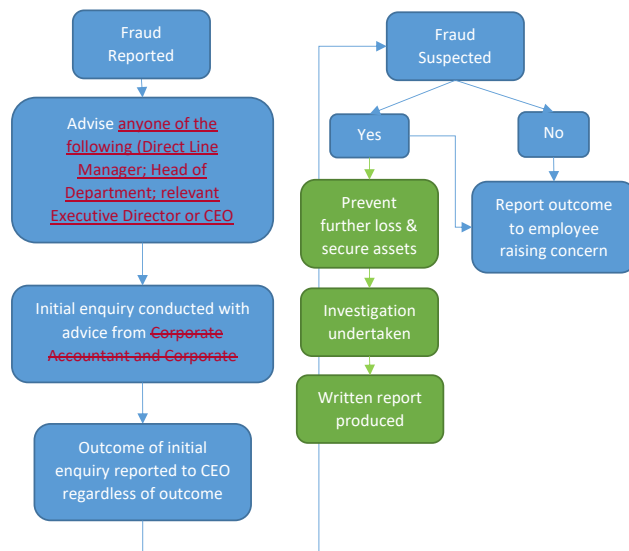 Fraud
Reported
Advise anyone of the
following (Direct Line
Manager; Head of
Department; relevant
Executive Director or CEO
Initial enquiry conducted with
advice from Corporate
Accountant and Corporate
Outcome of initial
enquiry reported to CEO
regardless of outcome
Fraud
Suspected
Yes
No
Prevent
further loss &
secure assets
Report outcome
to employee
raising concern
Investigation
undertaken
Written report
produced